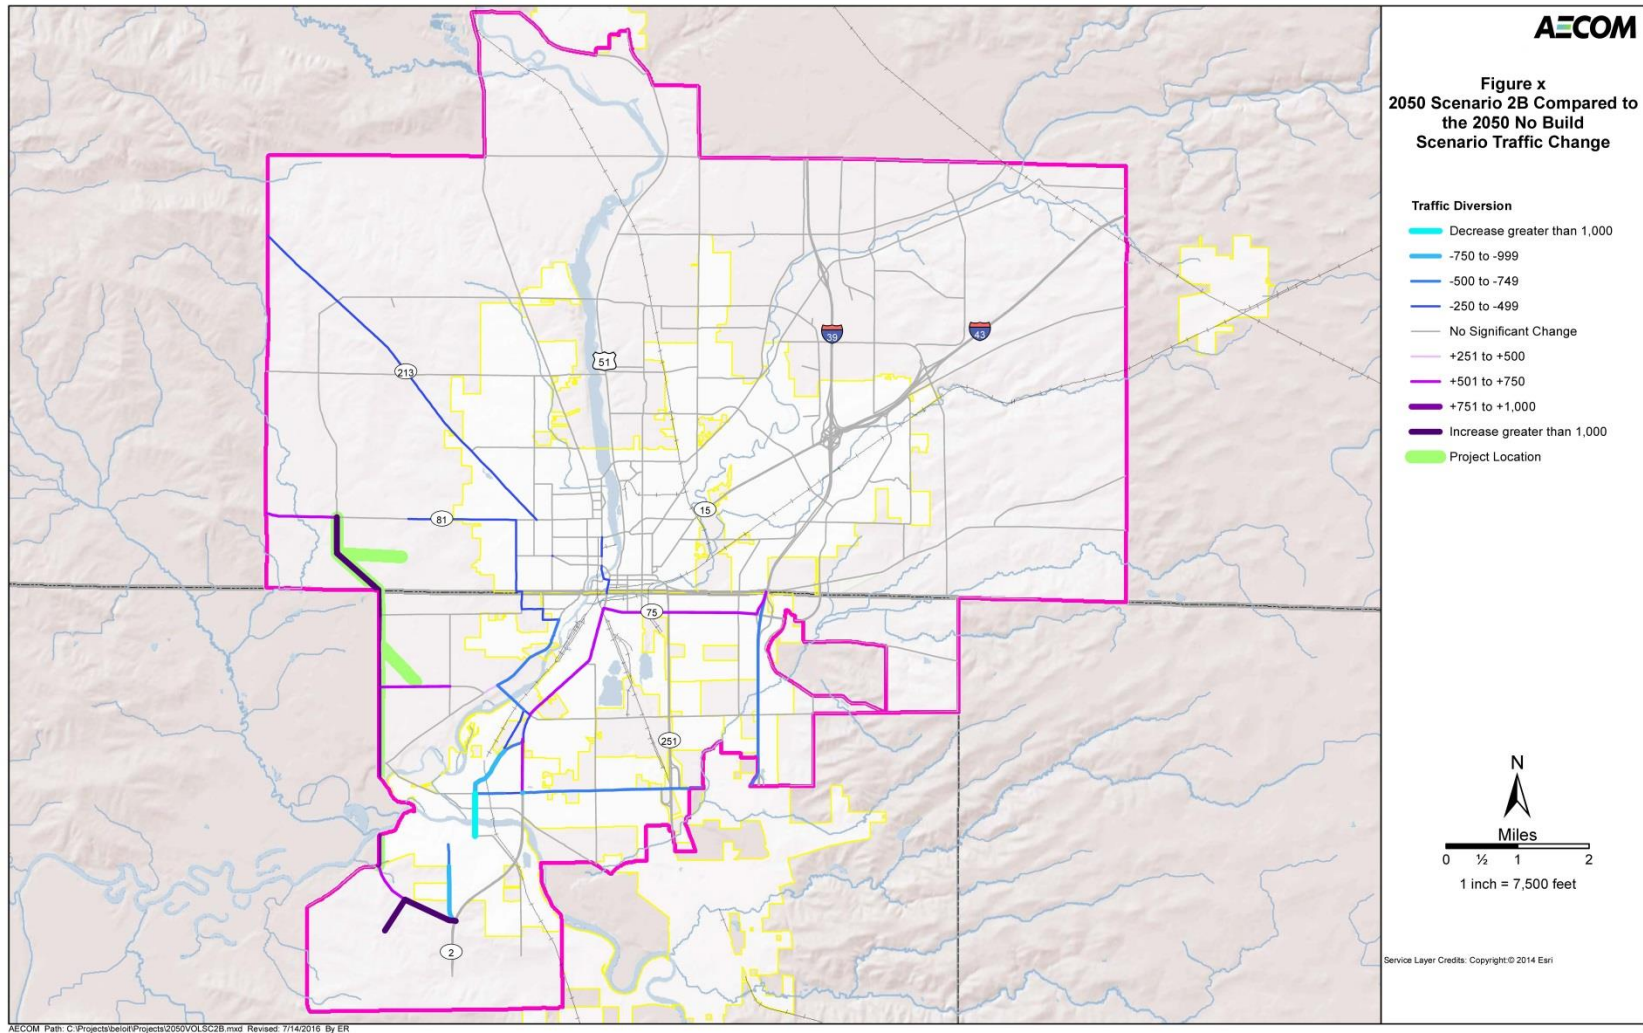 AECOM
Figure x
2050 Scenario 2B Compared to
the 2050 No Build
Scenario Traffic Change
Traffic Diversion
Decrease greater than 1,000
-750 to -999
-500 to -749
-250 to -499
No Significant Change
+251 to +500
+501 to +750
+751 to +1,000
Increase greater than 1,000
Project Location
39
43
51
213
81
15
75
251
2
N
Miles
0 ½ 1 2
1 inch = 7,500 feet
Service Layer Credits: Copyright:© 2014 Esri
AECOM Path: C:\Projects\beloit\Projects\2050VOLSC2B.mxd Revised: 7/14/2016 By ER